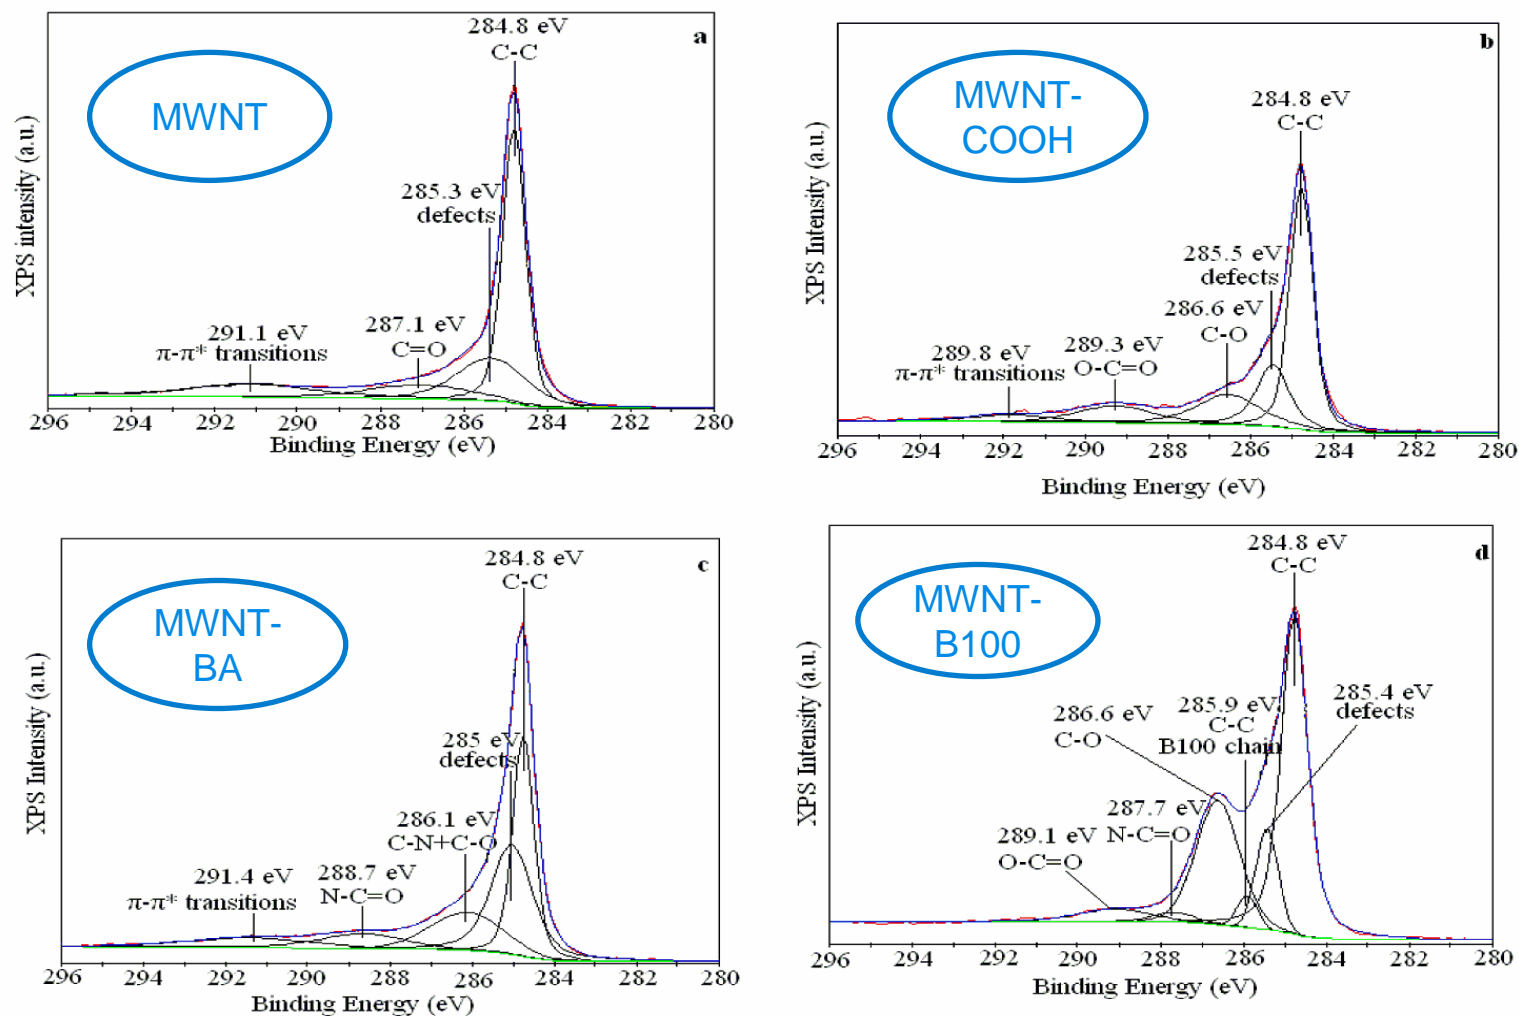 a
284.8 eV
C-C
MWNT
285.3 eV
defects
287.1 eV
C=O
291.1 eV
π-π* transitions
XPS intensity (a.u.)
296 294 292 290 288 286 284 282 280
Binding Energy (eV)
b
MWNT-
COOH
284.8 eV
C-C
285.5 eV
defects
286.6 eV
C-O
289.3 eV
O-C=O
289.8 eV
π-π* transitions
XPS Intensity (a.u.)
296 294 292 290 288 286 284 282 280
Binding Energy (eV)
c
284.8 eV
C-C
MWNT-
BA
285 eV
defects
286.1 eV
C-N+C-O
288.7 eV
N-C=O
291.4 eV
π-π* transitions
XPS Intensity (a.u.)
296 294 292 290 288 286 284 282 280
Binding Energy (eV)
d
284.8 eV
C-C
MWNT-
B100
285.4 eV
defects
285.9 eV
C-C
B100 chain
286.6 eV
C-O
287.7 eV
N-C=O
289.1 eV
O-C=O
XPS Intensity (a.u.)
296 294 292 290 288 286 284 282 280
Binding Energy (eV)